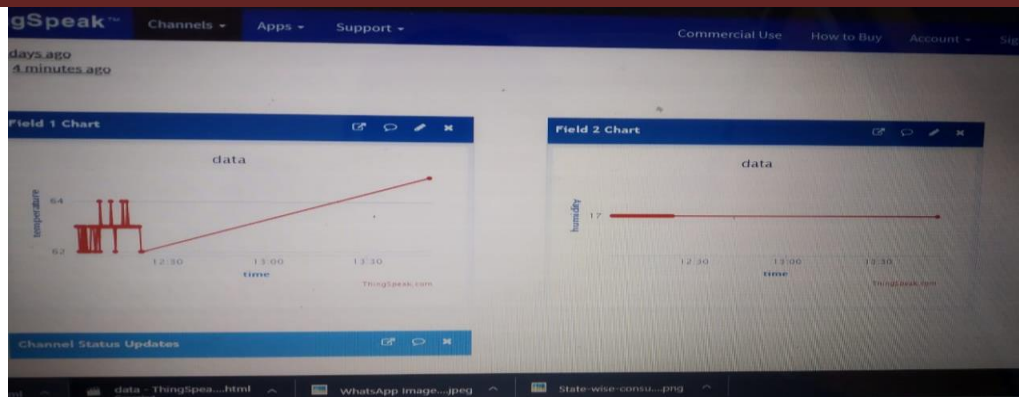 gSpeak™ Channels Apps Support Commercial Use How to Buy Account Sig
days ago
4 minutes ago
Field 1 Chart
data
temperature
64
62
12:30 13:00 13:30
time
ThingSpeak.com
Field 2 Chart
data
humidity
17
12:30 13:00 13:30
time
ThingSpeak.com
Channel Status Updates
ml data - ThingSpea....html WhatsApp Image....jpeg State-wise-consu....png